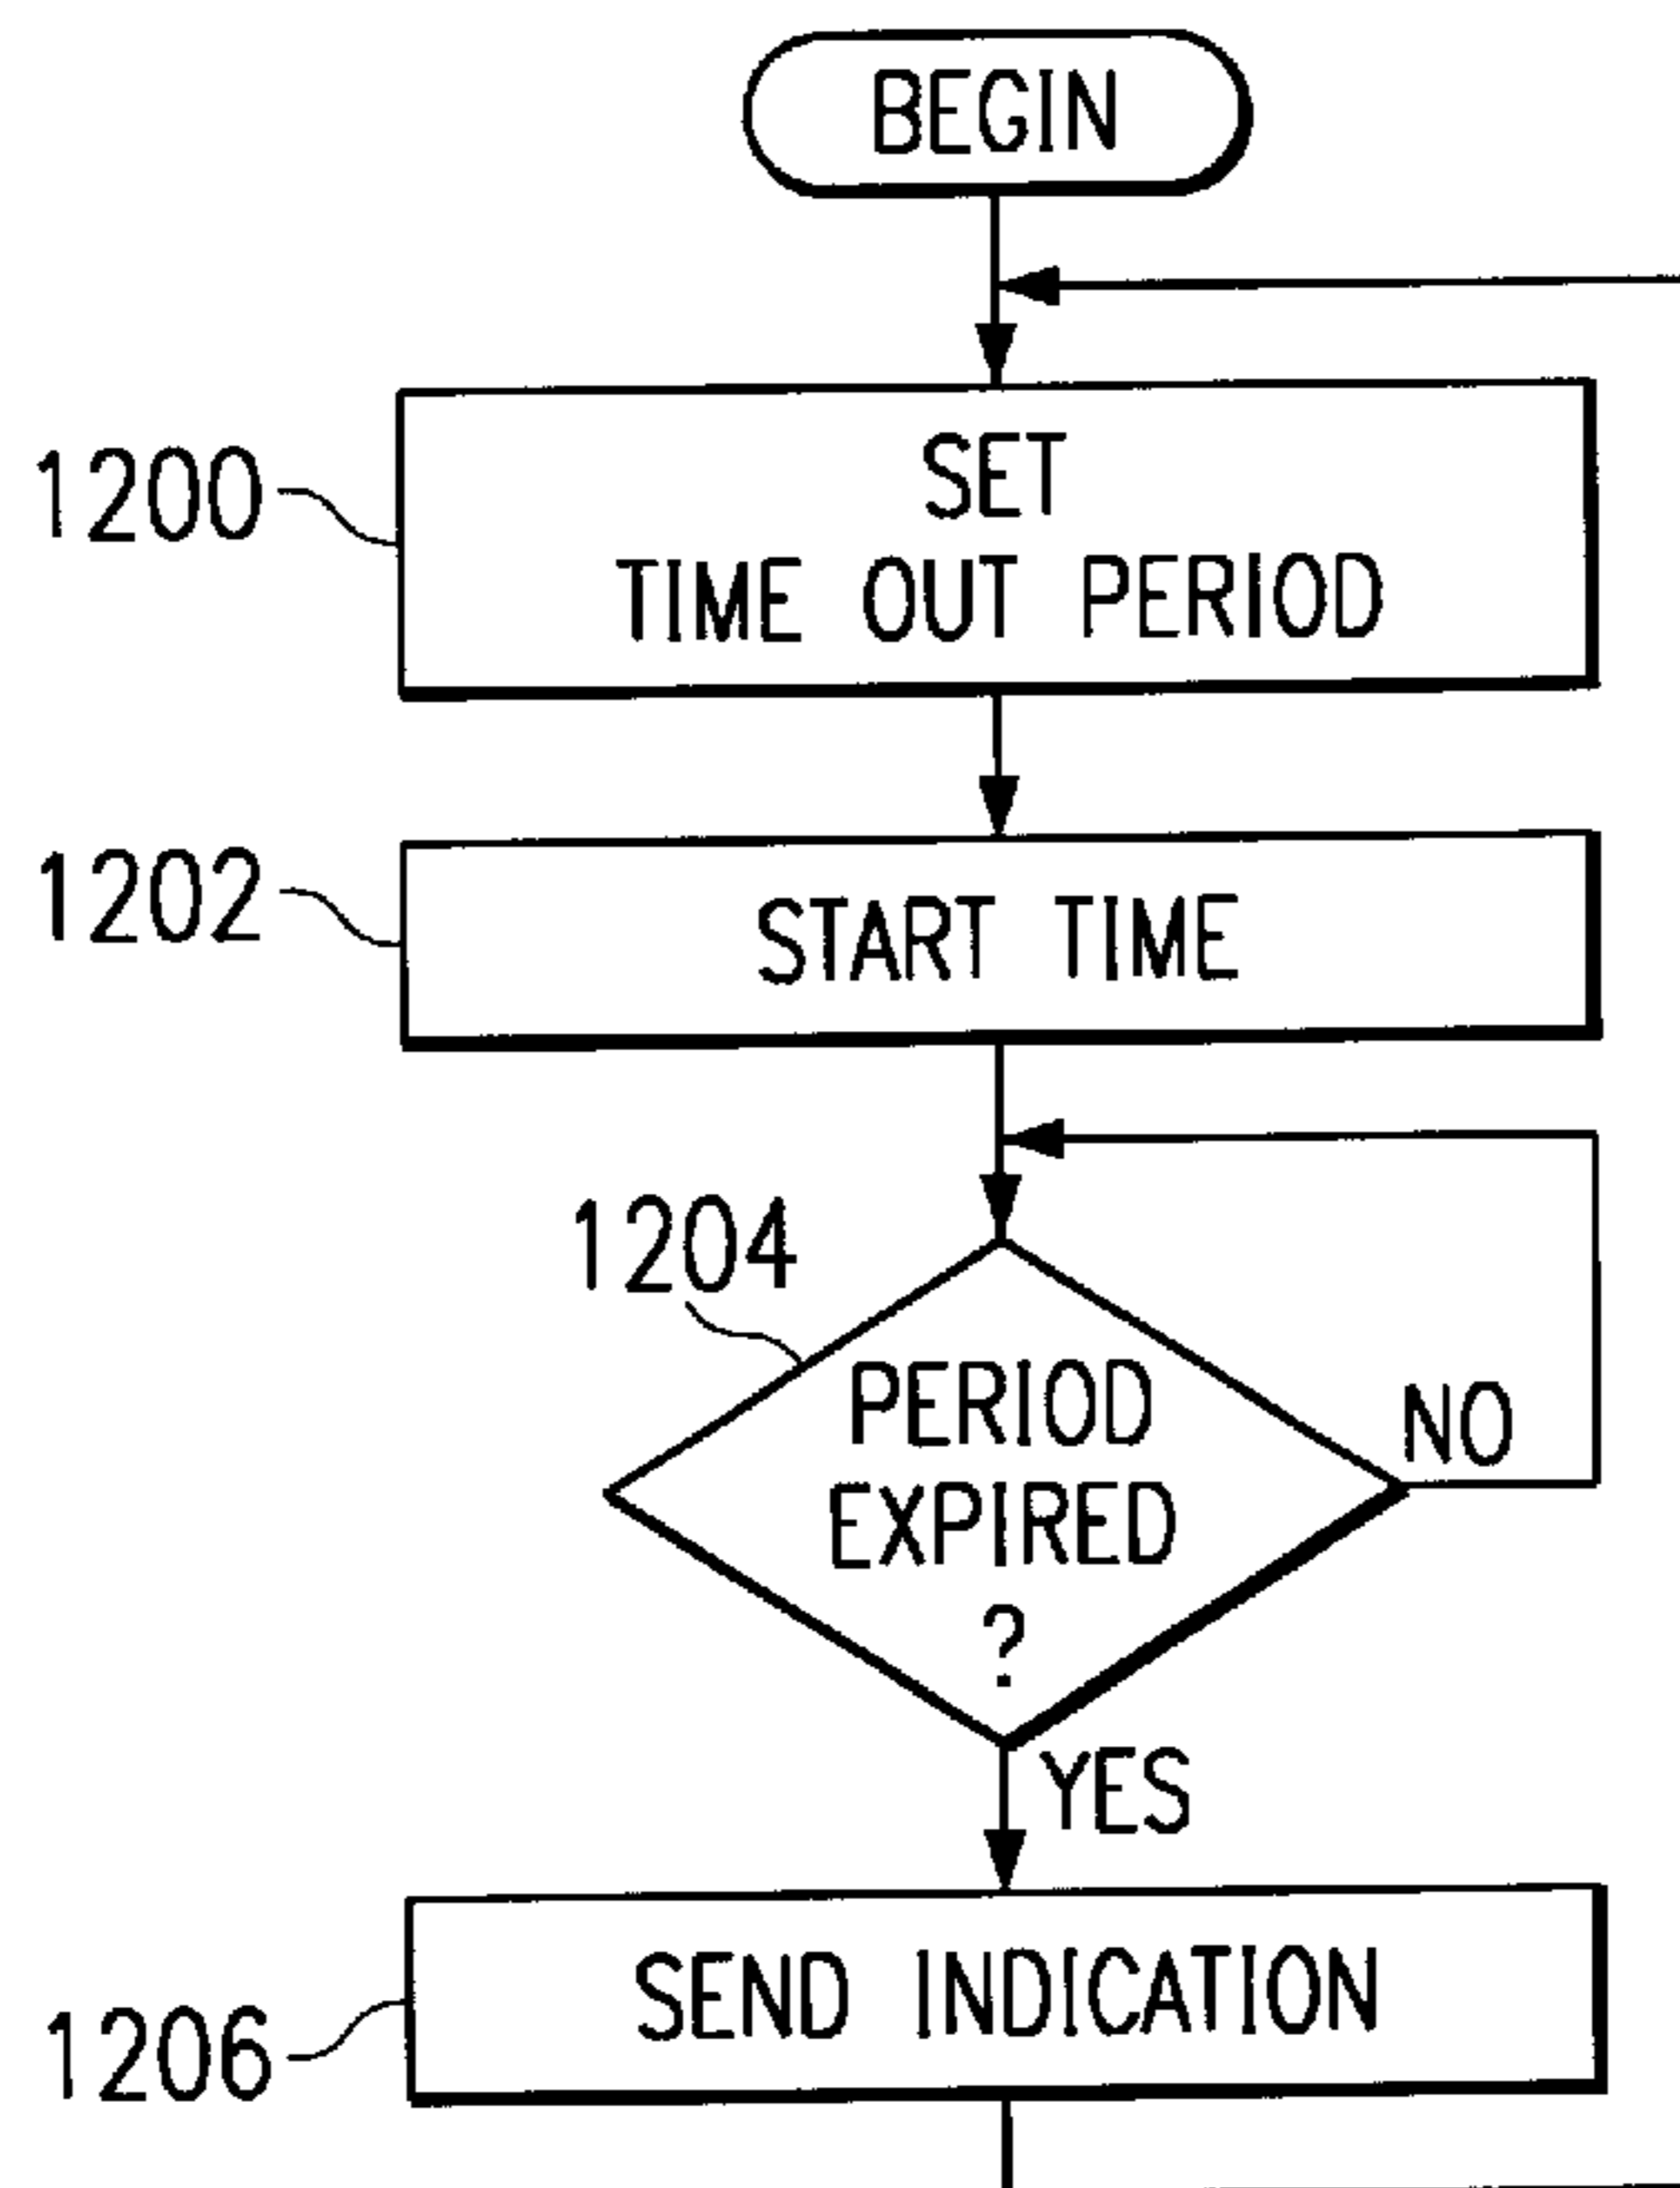 BEGIN
1200
SET
TIME OUT PERIOD
1202
START TIME
1204
PERIOD
EXPIRED
?
NO
YES
SEND INDICATION
1206